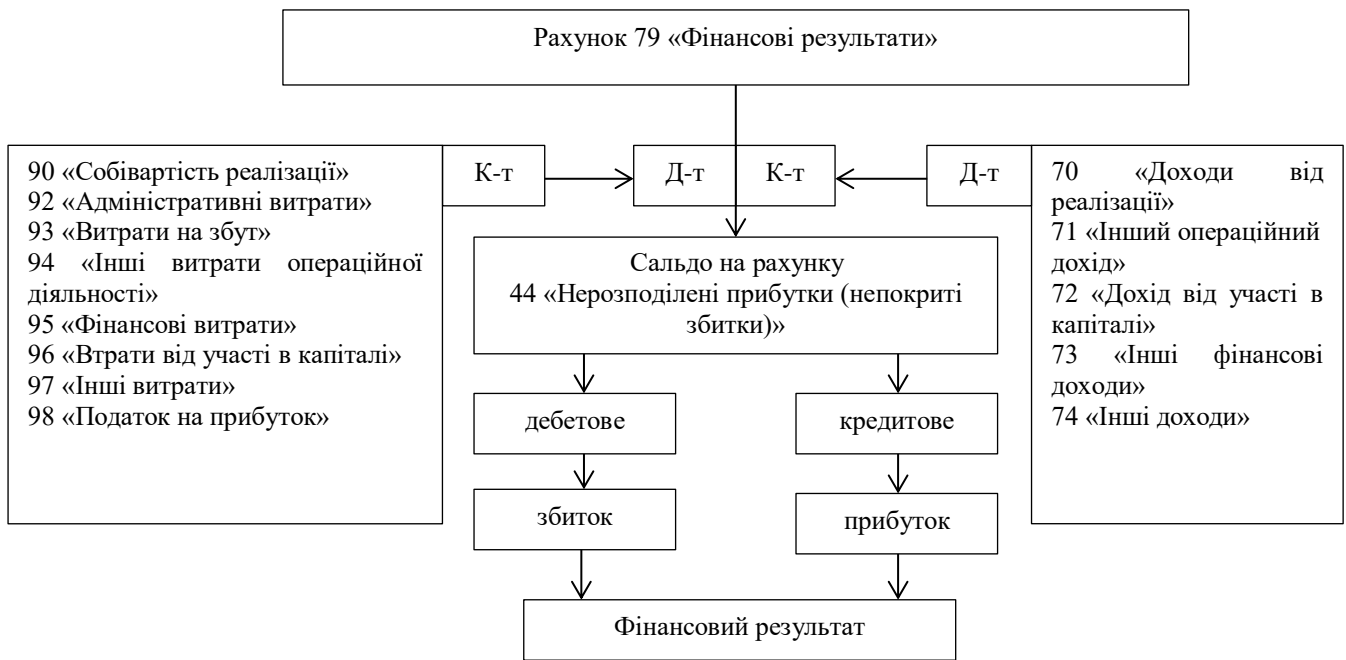 Рахунок 79 «Фінансові результати»
90 «Собівартість реалізації»
92 «Адміністративні витрати»
93 «Витрати на збут»
94 «Інші витрати операційної
діяльності»
95 «Фінансові витрати»
96 «Втрати від участі в капіталі»
97 «Інші витрати»
98 «Податок на прибуток»
К-т
Д-т
К-т
Д-т
70 «Доходи від
реалізації»
71 «Інший операційний
дохід»
72 «Дохід від участі в
капіталі»
73 «Інші фінансові
доходи»
74 «Інші доходи»
Сальдо на рахунку
44 «Нерозподілені прибутки (непокриті
збитки)»
дебетове
кредитове
збиток
прибуток
Фінансовий результат